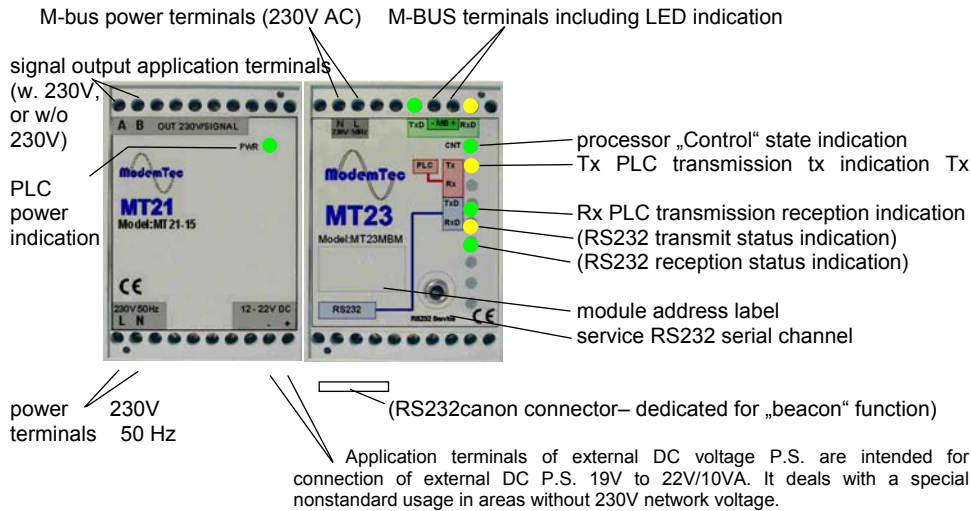 M-bus power terminals (230V AC)
M-BUS terminals including LED indication
signal output application terminals
(w. 230V,
or w/o
230V)
PLC
power
indication
A B OUT 230V/SIGNAL
PWR
ModemTec
MT21
Model:MT21-15
CE
230V 50Hz
L N
12 - 22V DC
- +
N L
230V 50Hz
TxD - MB + RxD
CNT
PLC
Tx
Rx
TxD
RxD
ModemTec
MT23
Model:MT23MBM
RS232
RS232 Service
CE
processor „Control“ state indication
Tx PLC transmission tx indication Tx
Rx PLC transmission reception indication
(RS232 transmit status indication)
(RS232 reception status indication)
module address label
service RS232 serial channel
power 230V
terminals 50 Hz
(RS232canon connector– dedicated for „beacon“ function)
Application terminals of external DC voltage P.S. are intended for
connection of external DC P.S. 19V to 22V/10VA. It deals with a special
nonstandard usage in areas without 230V network voltage.